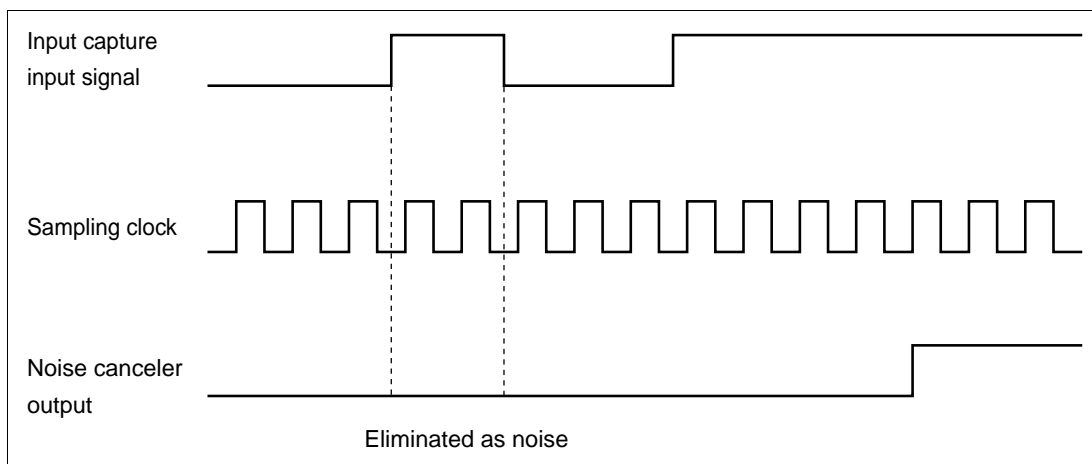 Input capture
input signal
Sampling clock
Noise canceler
output
Eliminated as noise